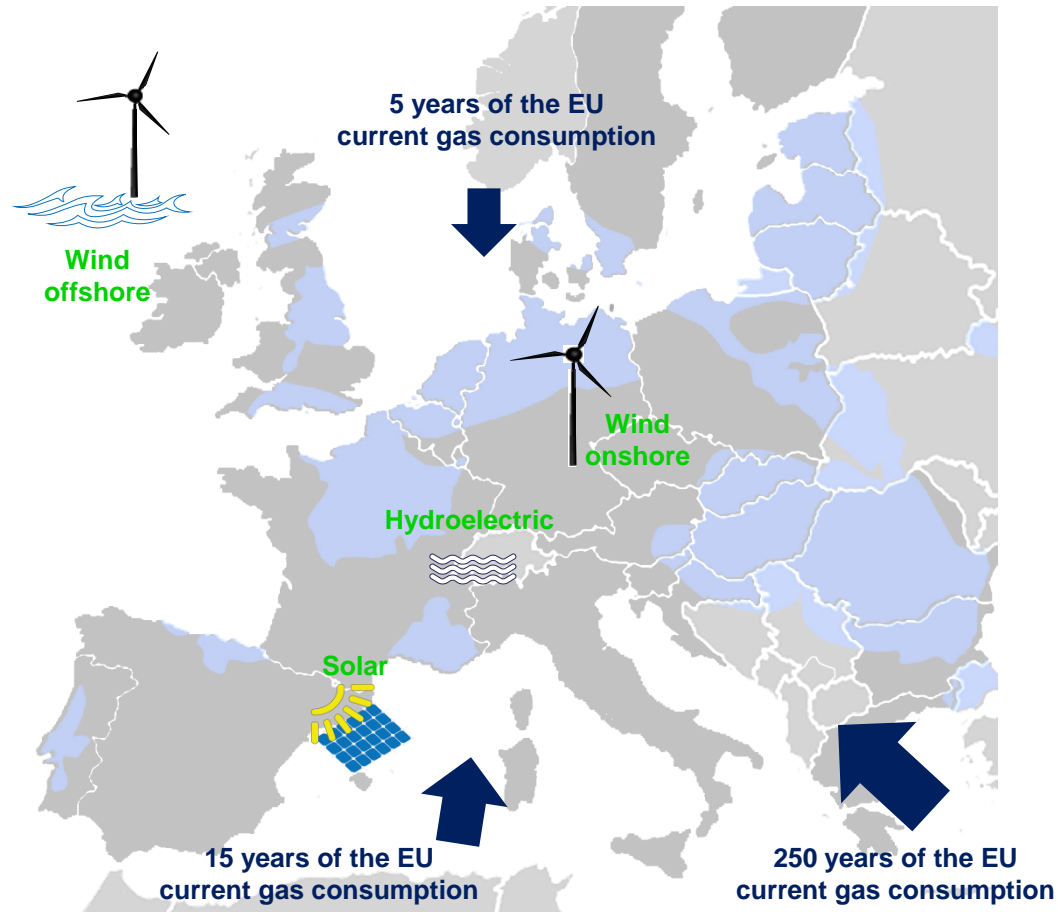 5 years of the EU
current gas consumption
Wind
offshore
Wind
onshore
Hydroelectric
Solar
15 years of the EU
current gas consumption
250 years of the EU
current gas consumption